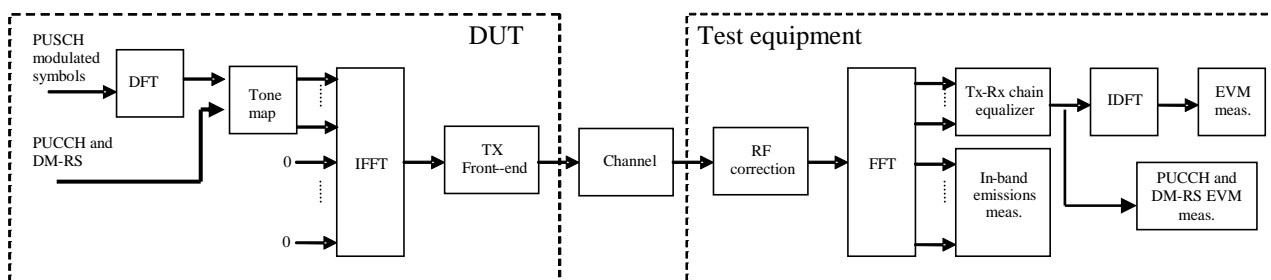 DUT
Test equipment
PUSCH
modulated
symbols
DFT
Tone
map
PUCCH and
DM-RS
0
0
IFFT
TX
Front--end
Channel
RF
correction
FFT
Tx-Rx chain
equalizer
IDFT
EVM
meas.
In-band
emissions
meas.
PUCCH and
DM-RS EVM
meas.